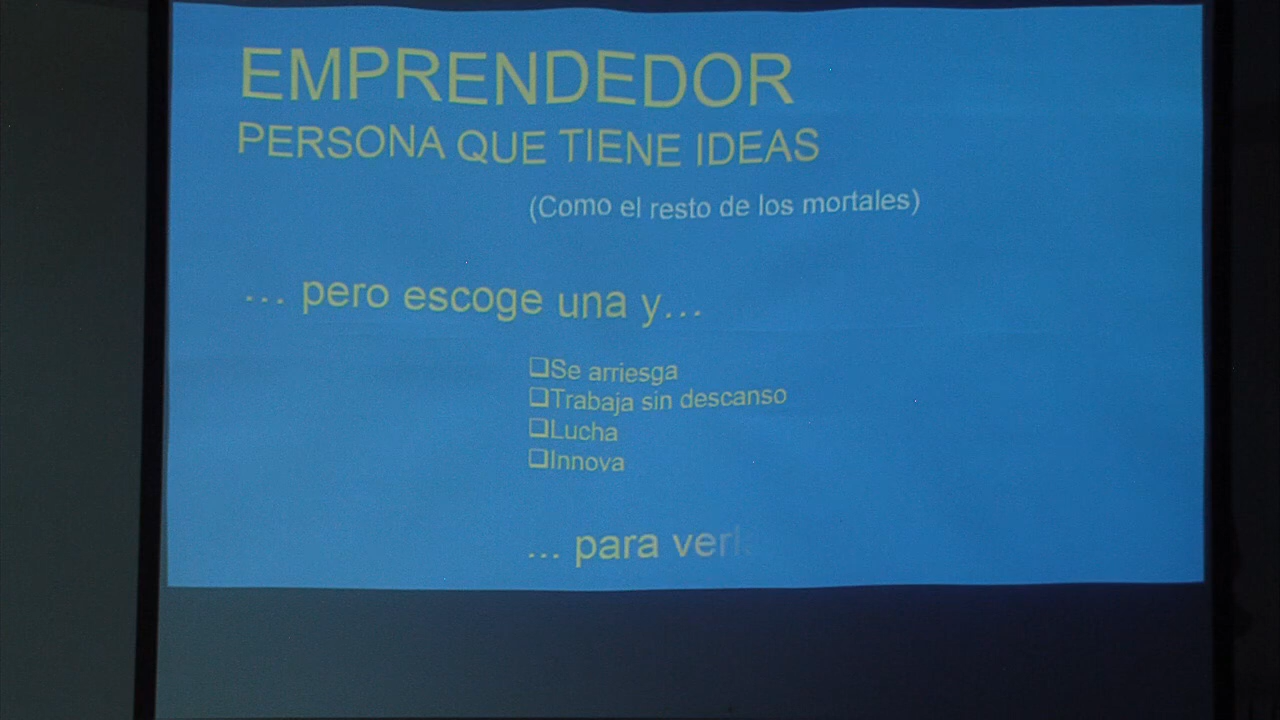 EMPRENDEDOR
PERSONA QUE TIENE IDEAS
(Como el resto de los mortales)
... pero escoge una y...
❑Se arriesga
❑Trabaja sin descanso
❑Lucha
❑Innova
... para